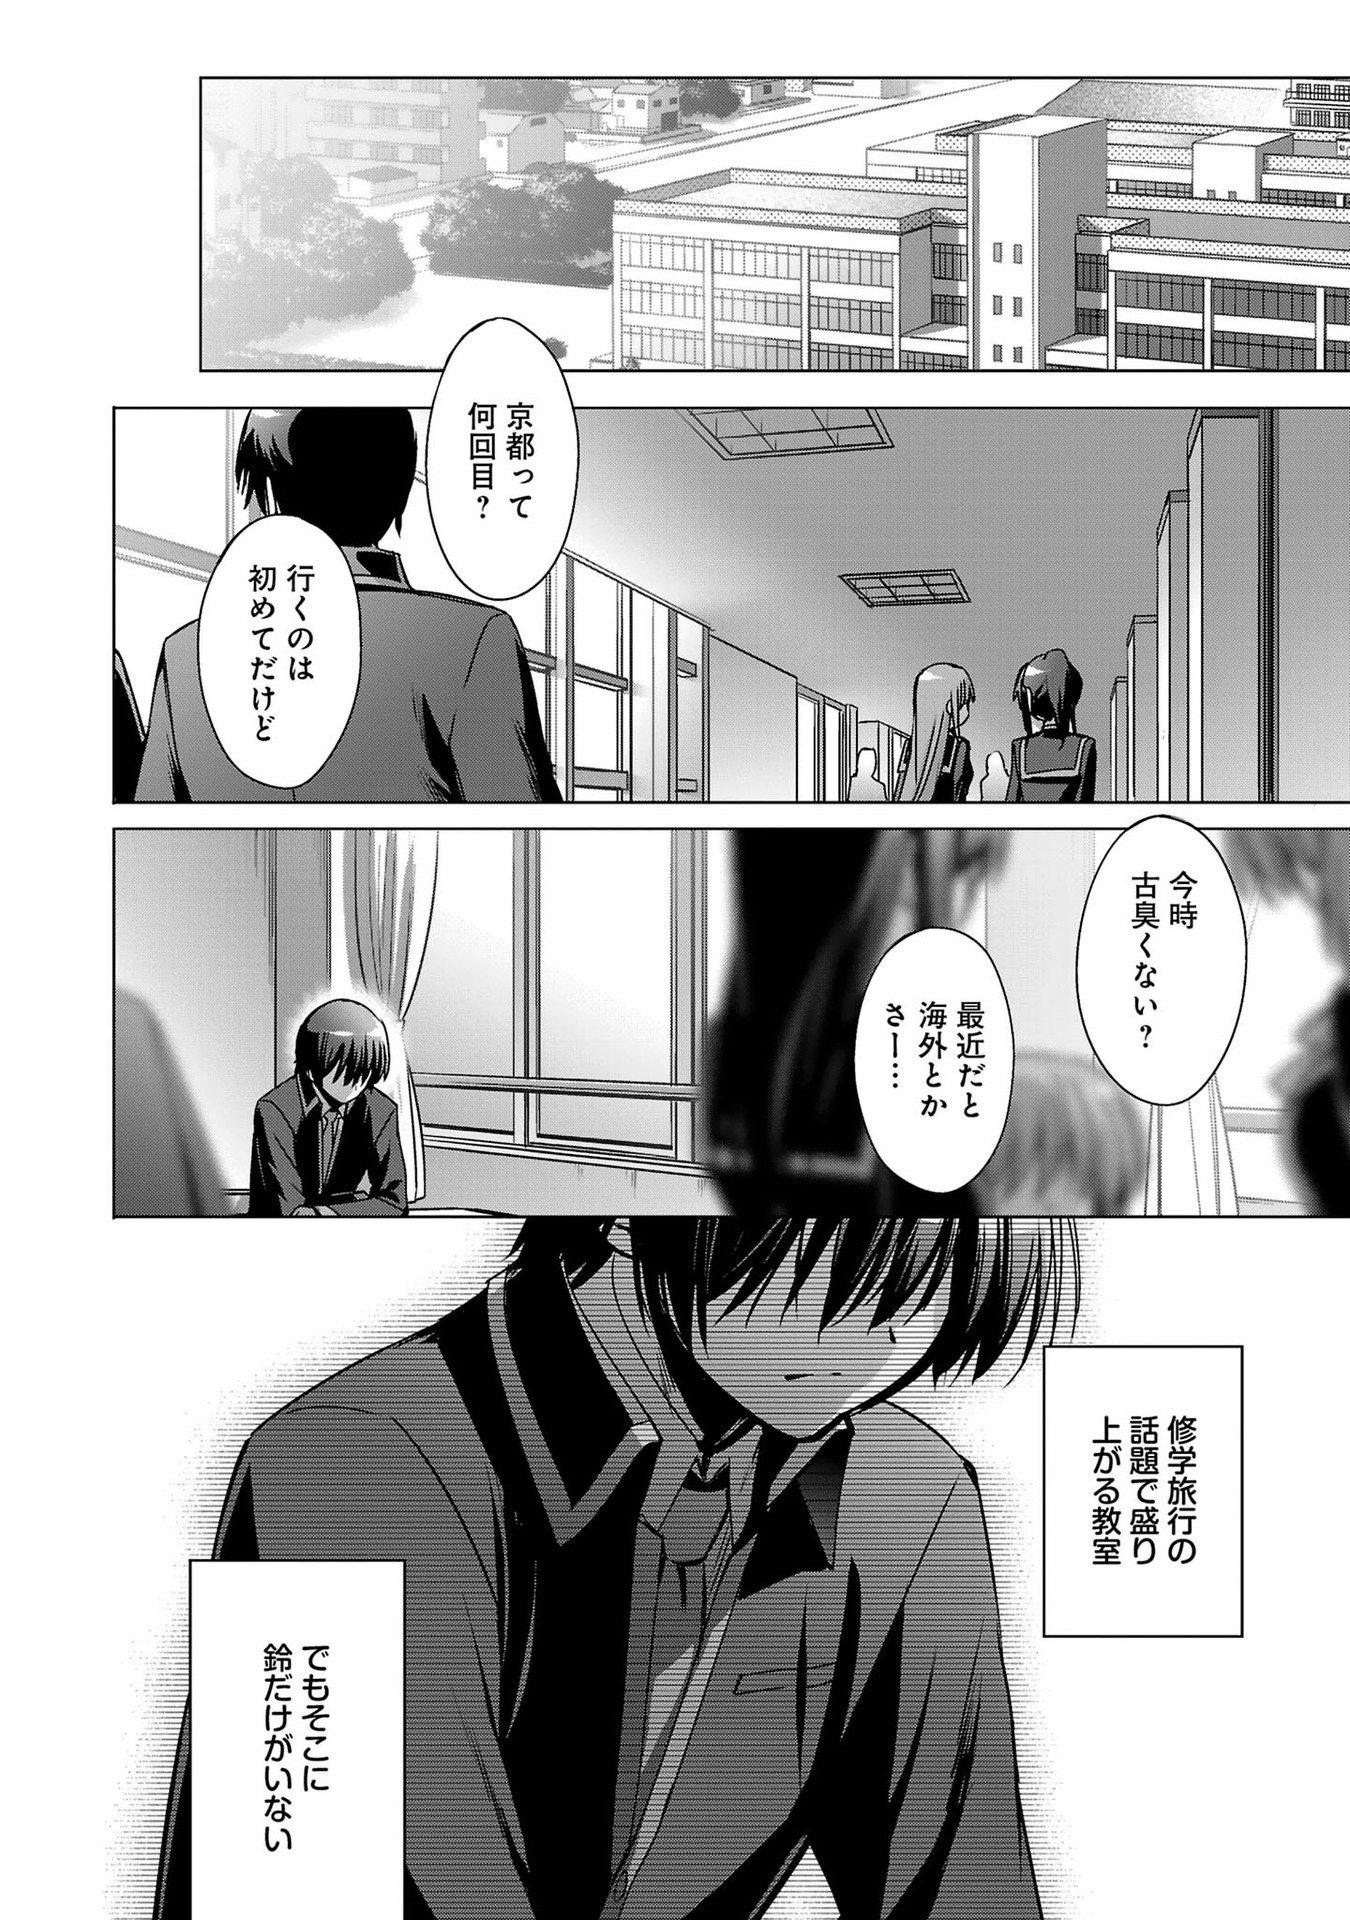 京都って
何回目？
行くのは
初めてだけど
今時
古臭くない？
最近だと
海外とか
さー…
修学旅行の
話題で盛り
上がる教室
でもそこに
鈴だけがいない